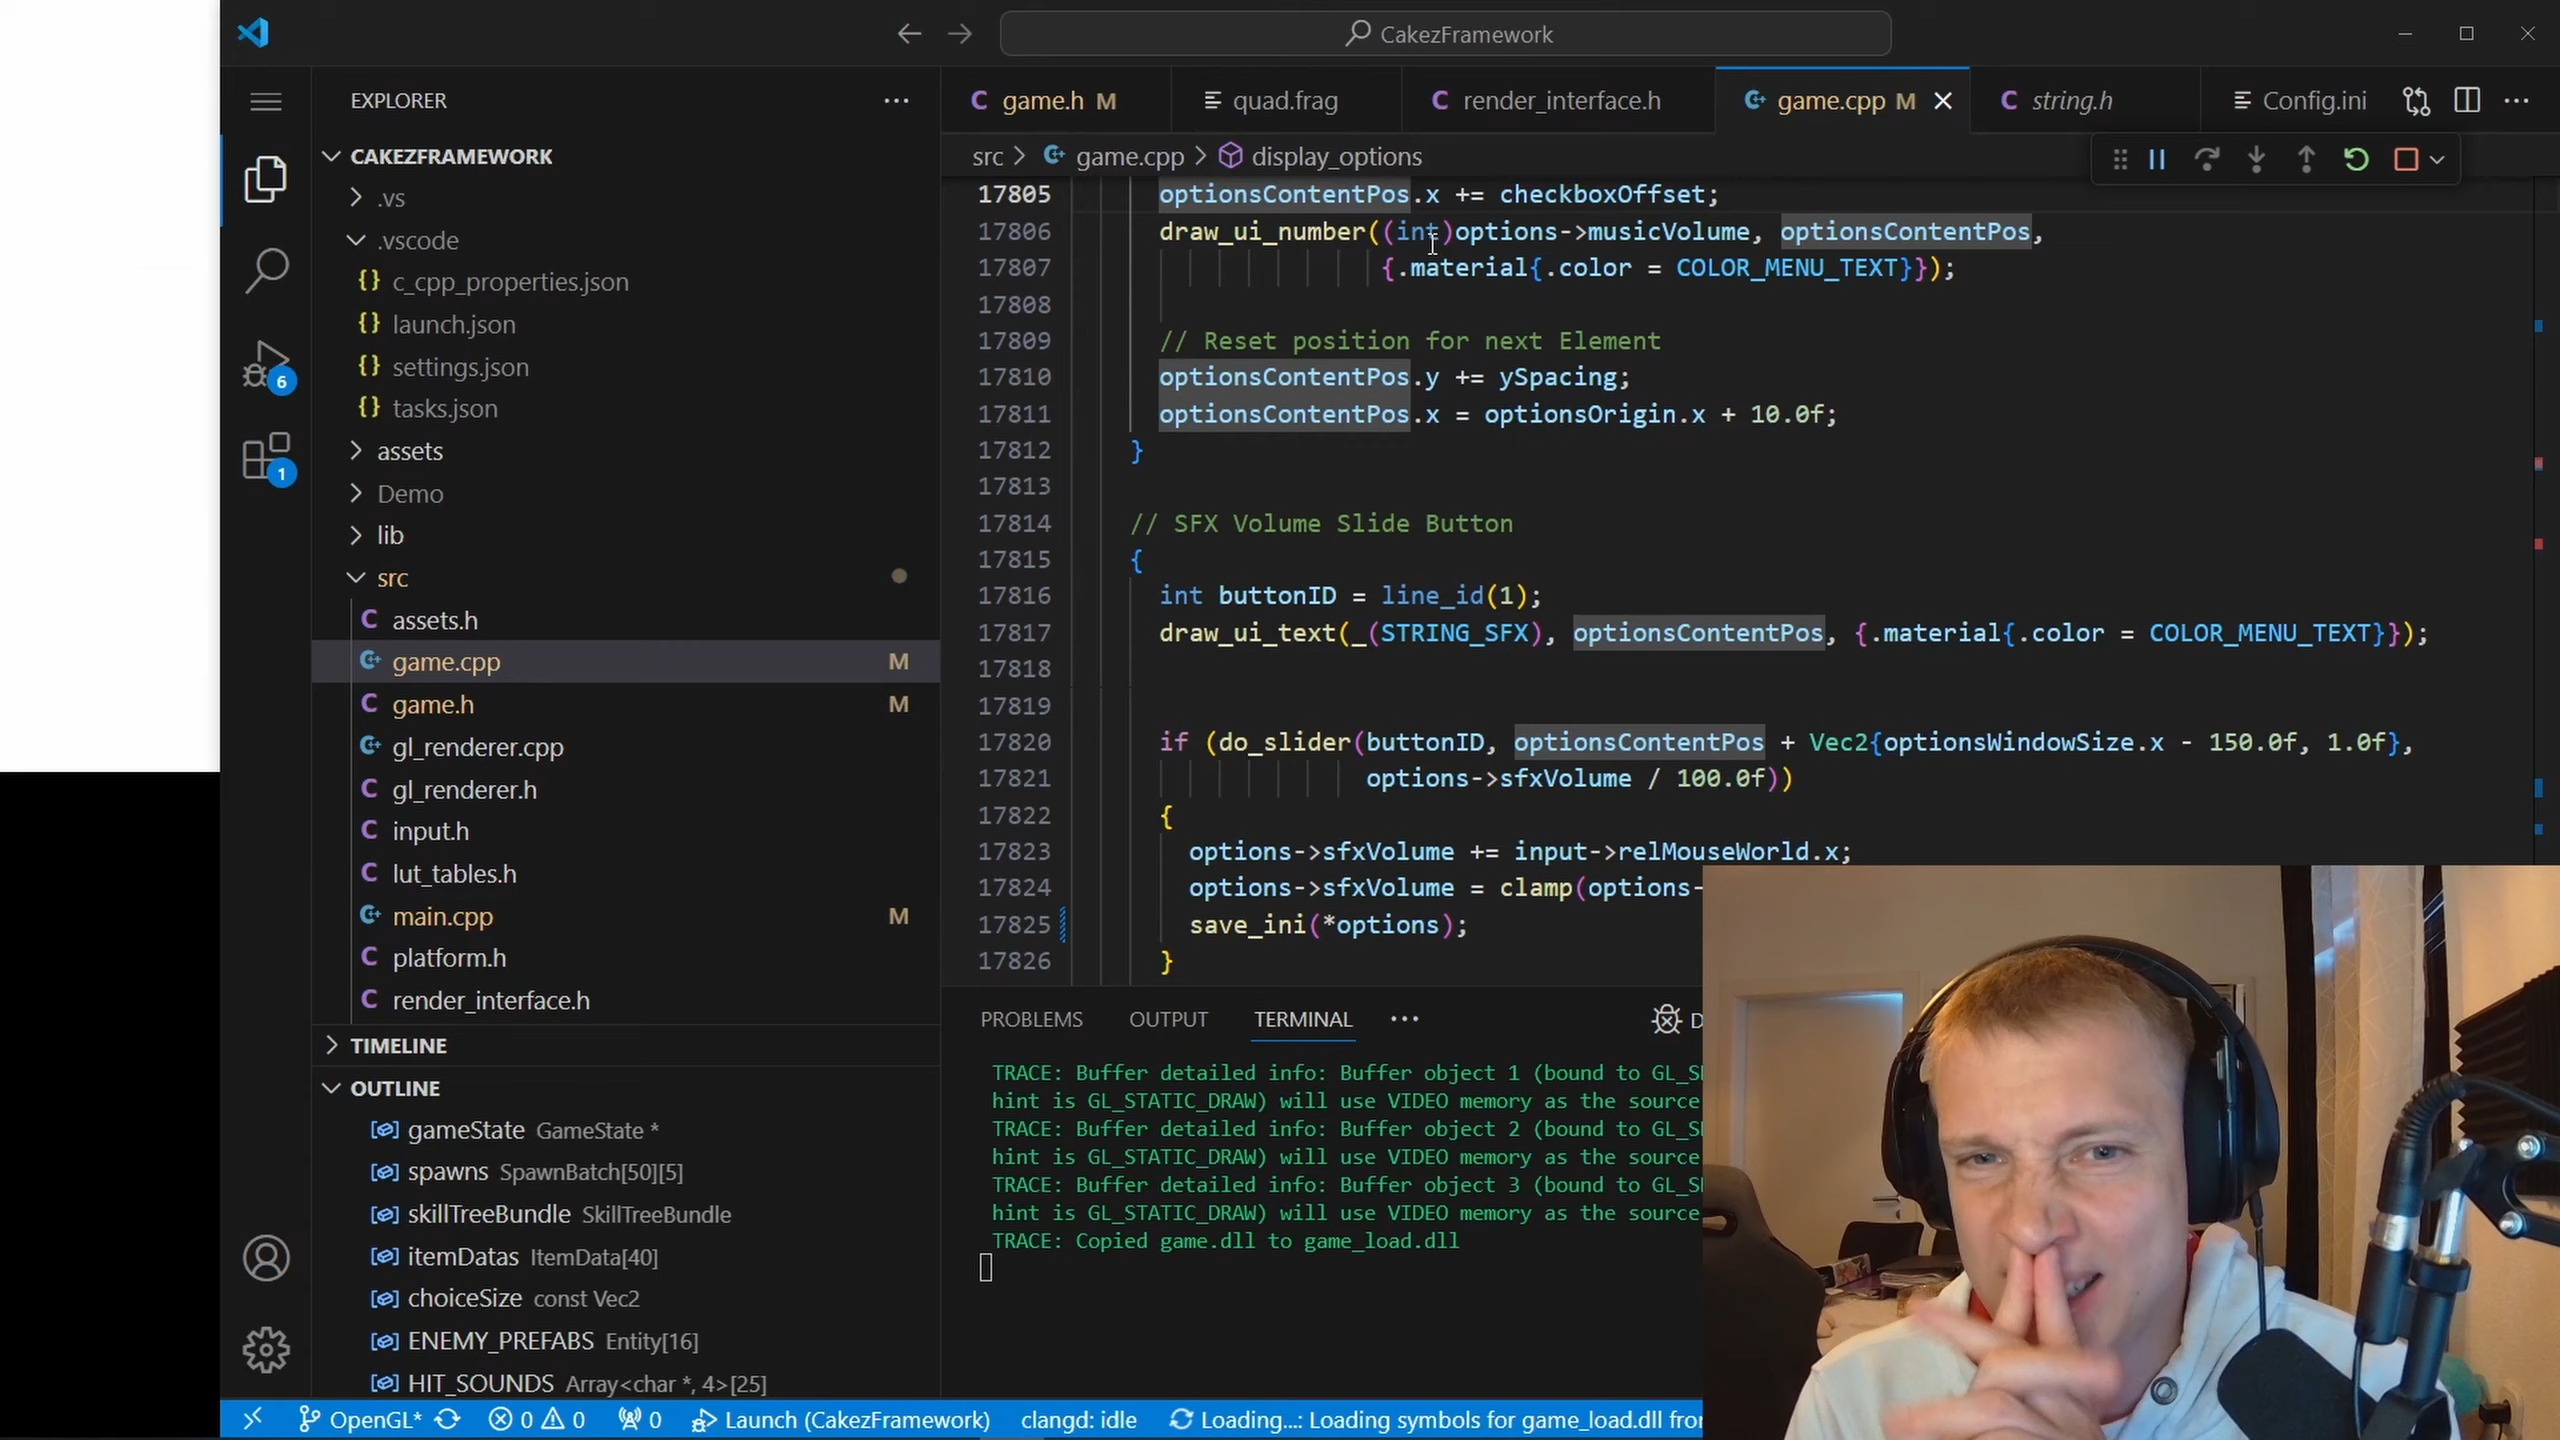 CakezFramework
EXPLORER
CAKEZFRAMEWORK
.vs
.vscode
{} c_cpp_properties.json
{} launch.json
{} settings.json
{} tasks.json
assets
Demo
lib
src
C assets.h
game.cpp M
C game.h M
gl_renderer.cpp
C gl_renderer.h
C input.h
C lut_tables.h
main.cpp M
C platform.h
C render_interface.h
TIMELINE
OUTLINE
gameState GameState *
spawns SpawnBatch[50][5]
skillTreeBundle SkillTreeBundle
itemDatas ItemData[40]
choiceSize const Vec2
ENEMY_PREFABS Entity[16]
HIT_SOUNDS Array<char *, 4>[25]
6
1
C game.h M quad.frag C render_interface.h game.cpp M C string.h Config.ini
src > game.cpp > display_options
17805 optionsContentPos.x += checkboxOffset;
17806 draw_ui_number((int)options->musicVolume, optionsContentPos,
17807 {.material{.color = COLOR_MENU_TEXT}});
17808
17809 // Reset position for next Element
17810 optionsContentPos.y += ySpacing;
17811 optionsContentPos.x = optionsOrigin.x + 10.0f;
17812 }
17813
17814 // SFX Volume Slide Button
17815 {
17816 int buttonID = line_id(1);
17817 draw_ui_text(_(STRING_SFX), optionsContentPos, {.material{.color = COLOR_MENU_TEXT}});
17818
17819
17820 if (do_slider(buttonID, optionsContentPos + Vec2{optionsWindowSize.x - 150.0f, 1.0f},
17821 options->sfxVolume / 100.0f))
17822 {
17823 options->sfxVolume += input->relMouseWorld.x;
17824 options->sfxVolume = clamp(options-
17825 save_ini(*options);
17826 }
PROBLEMS OUTPUT TERMINAL D
TRACE: Buffer detailed info: Buffer object 1 (bound to GL_S
hint is GL_STATIC_DRAW) will use VIDEO memory as the source
TRACE: Buffer detailed info: Buffer object 2 (bound to GL_S
hint is GL_STATIC_DRAW) will use VIDEO memory as the source
TRACE: Buffer detailed info: Buffer object 3 (bound to GL_S
hint is GL_STATIC_DRAW) will use VIDEO memory as the source
TRACE: Copied game.dll to game_load.dll
OpenGL* 0 0 0 Launch (CakezFramework) clangd: idle Loading...: Loading symbols for game_load.dll fro